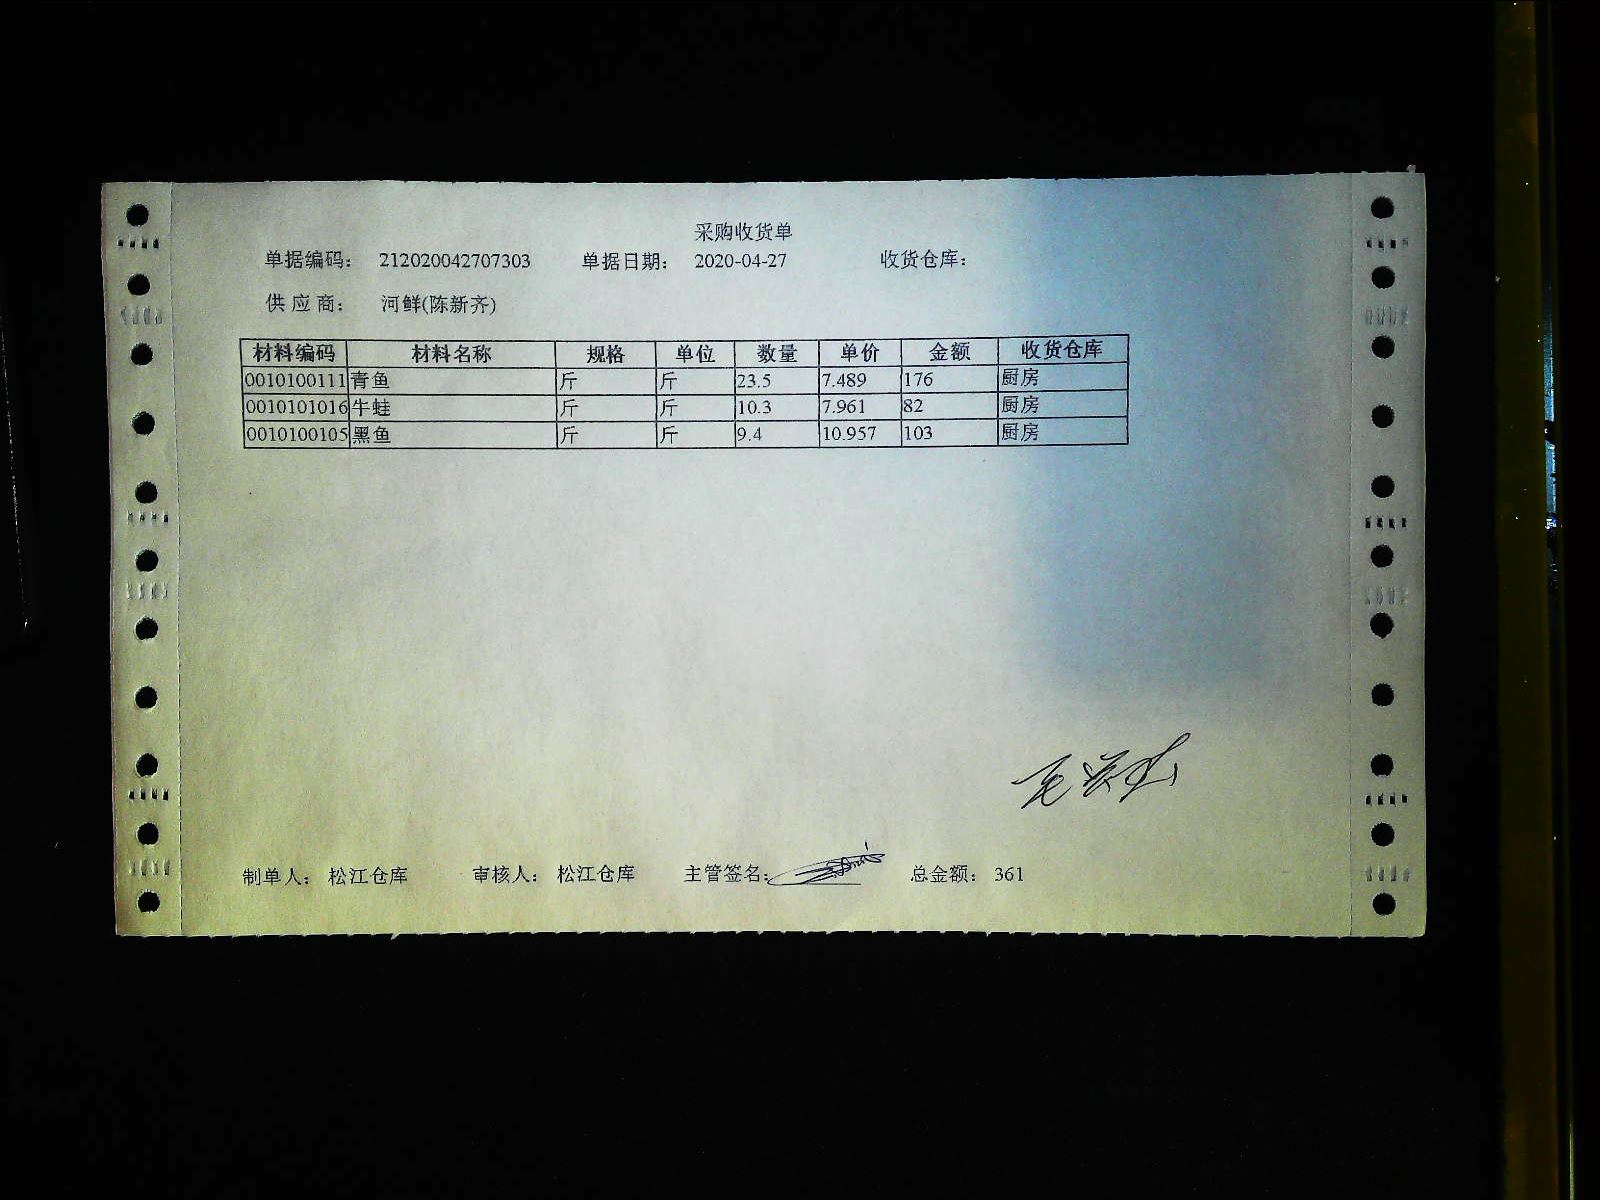 采购收货单
单据编码： 212020042707303 单据日期： 2020-04-27 收货仓库：
供 应 商： 河鲜(陈新齐)
材料编码 材料名称 规格 单位 数量 单价 金额 收货仓库
0010100111 青鱼 斤 斤 23.5 7.489 176 厨房
0010101016 牛蛙 斤 斤 10.3 7.961 82 厨房
0010100105 黑鱼 斤 斤 9.4 10.957 103 厨房
制单人： 松江仓库 审核人： 松江仓库 主管签名： 总金额： 361